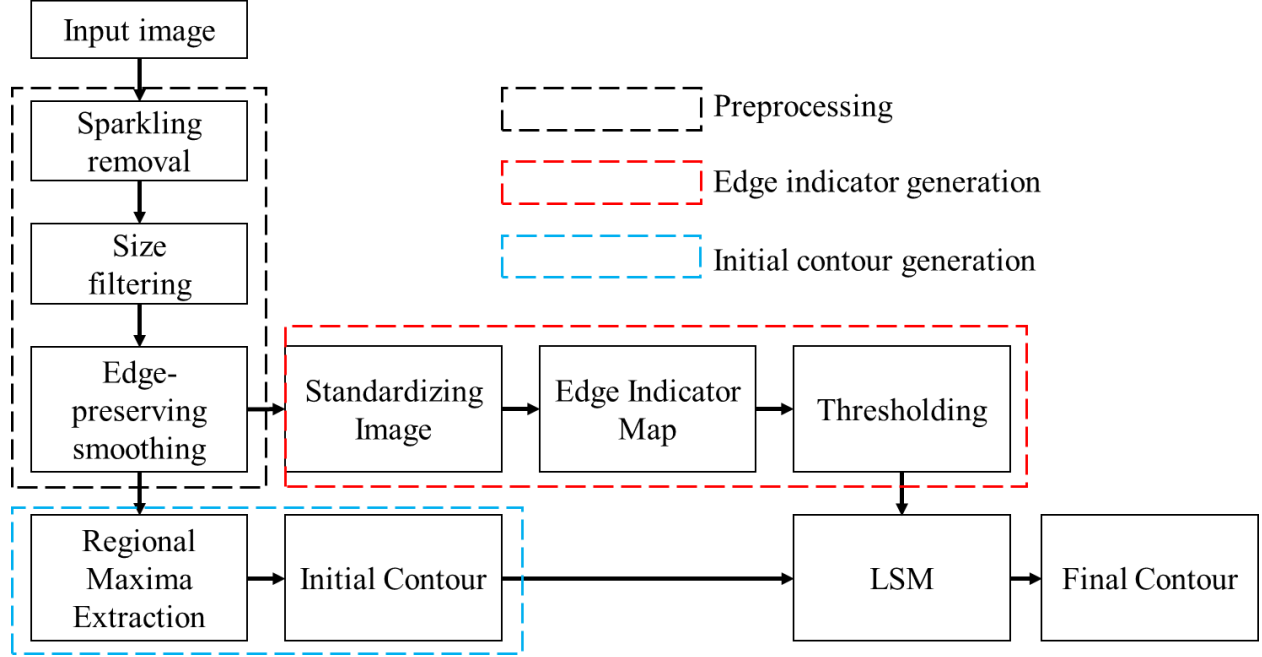 Input image
Sparkling
removal
Size
filtering
Edge-
preserving
smoothing
Preprocessing
Edge indicator generation
Initial contour generation
Standardizing
Image
Edge Indicator
Map
Thresholding
Regional
Maxima
Extraction
Initial Contour
LSM
Final Contour